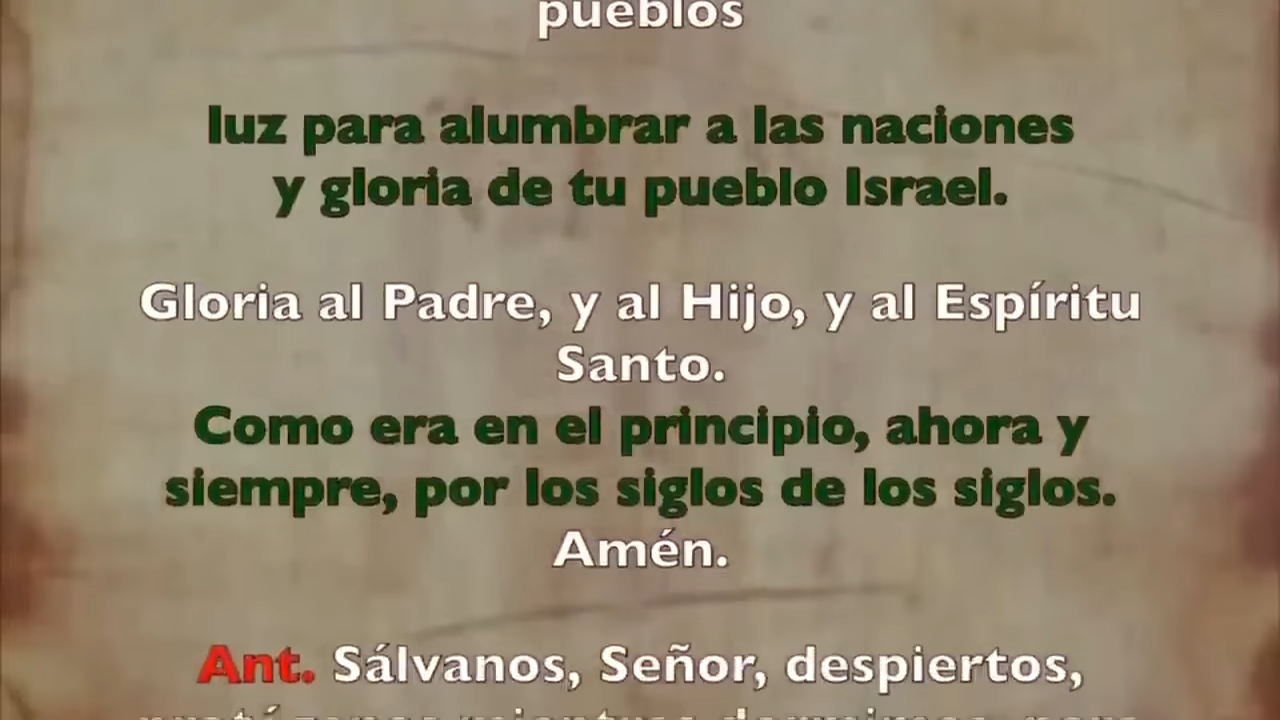 pueblos
luz para alumbrar a las naciones
y gloria de tu pueblo Israel.
Gloria al Padre, y al Hijo, y al Espíritu
Santo.
Como era en el principio, ahora y
siempre, por los siglos de los siglos.
Amén.
Ant. Sálvanos, Señor, despiertos,